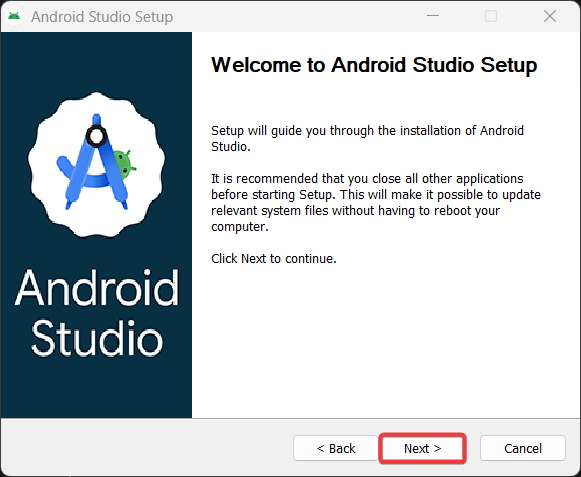 Android Studio Setup
Welcome to Android Studio Setup
Setup will guide you through the installation of Android
Studio.
It is recommended that you close all other applications
before starting Setup. This will make it possible to update
relevant system files without having to reboot your
computer.
Click Next to continue.
Android
Studio
< Back
Next >
Cancel